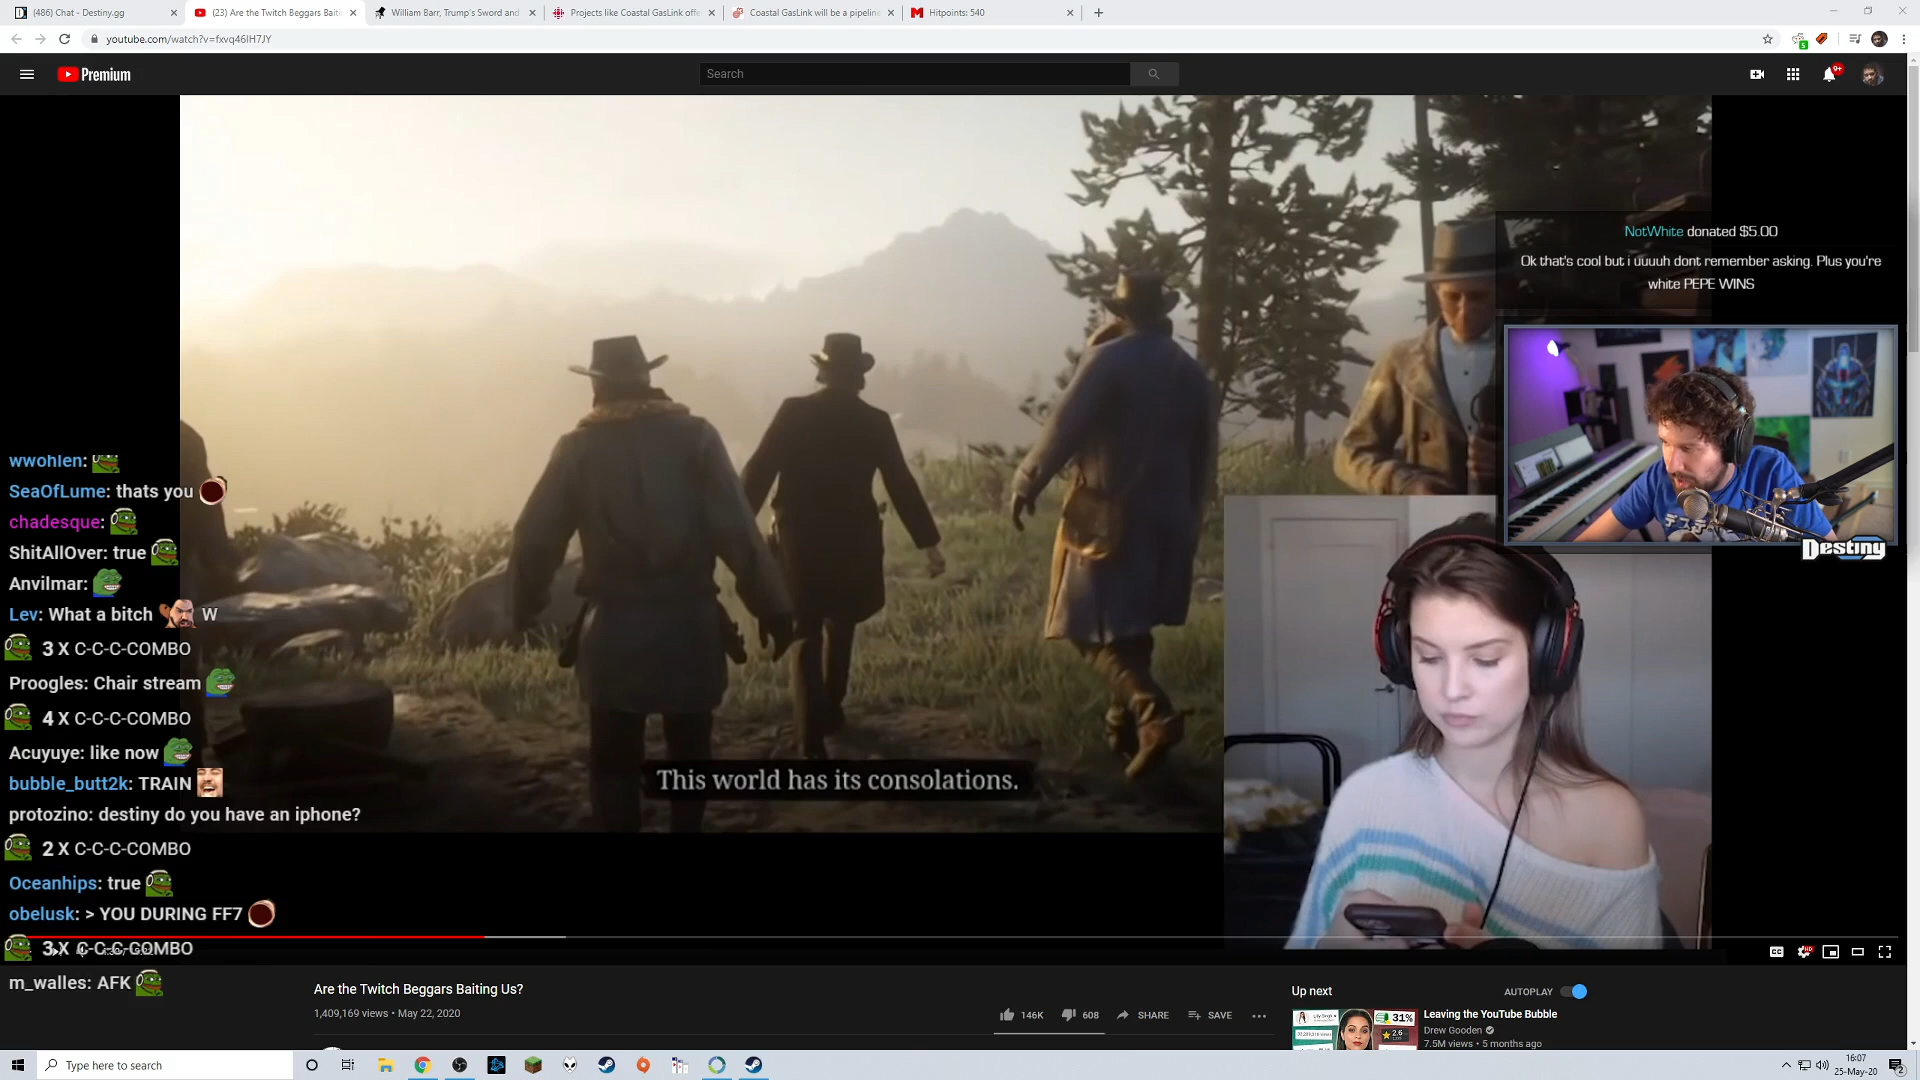 (486) Chat - Destiny.gg
(23) Are the Twitch Beggars Bait
William Barr, Trump's Sword and
Projects like Coastal GasLink offe
Coastal GasLink will be a pipeline
Hitpoints: 540
youtube.com/watch?v=fxvq46lH7JY
Premium
Search
9+
NotWhite donated $5.00
Ok that's cool but i uuuuh dont remember asking. Plus you're
white PEPE WINS
Destiny
wwohlen:
SeaOfLume: thats you
chadesque:
ShitAllOver: true
Anvilmar:
Lev: What a bitch W
3 X C-C-C-COMBO
Proogles: Chair stream
4 X C-C-C-COMBO
Acuyuye: like now
bubble_butt2k: TRAIN
protozino: destiny do you have an iphone?
2 X C-C-C-COMBO
Oceanhips: true
obelusk: > YOU DURING FF7
3 X C-C-C-COMBO
m_walles: AFK
This world has its consolations.
Are the Twitch Beggars Baiting Us?
1,409,169 views • May 22, 2020
146K
608
SHARE
SAVE
Up next
AUTOPLAY
31%
2.6
Leaving the YouTube Bubble
Drew Gooden
7.5M views • 5 months ago
Type here to search
16:07
25-May-20
2